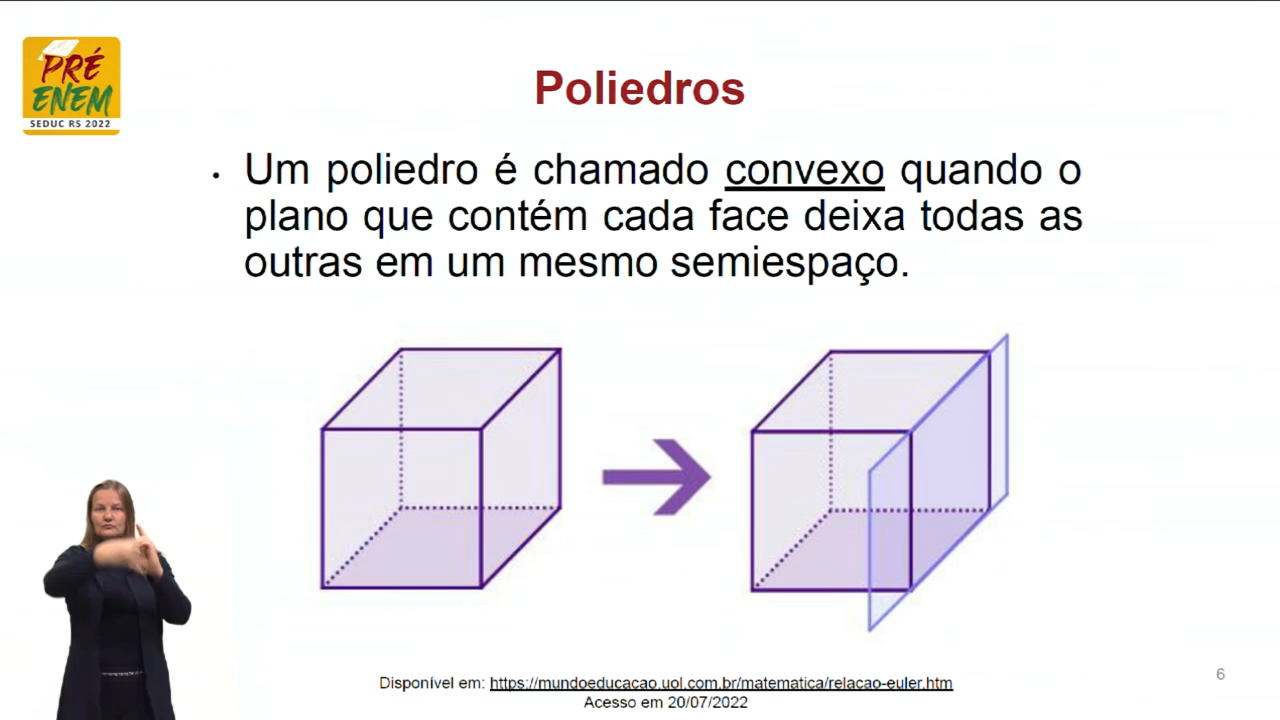 PRÉ
ENEM
SEDUC RS 2022
Poliedros
• Um poliedro é chamado convexo quando o
plano que contém cada face deixa todas as
outras em um mesmo semiespaço.
Disponível em: https://mundoeducacao.uol.com.br/matematica/relacao-euler.htm
Acesso em 20/07/2022
6